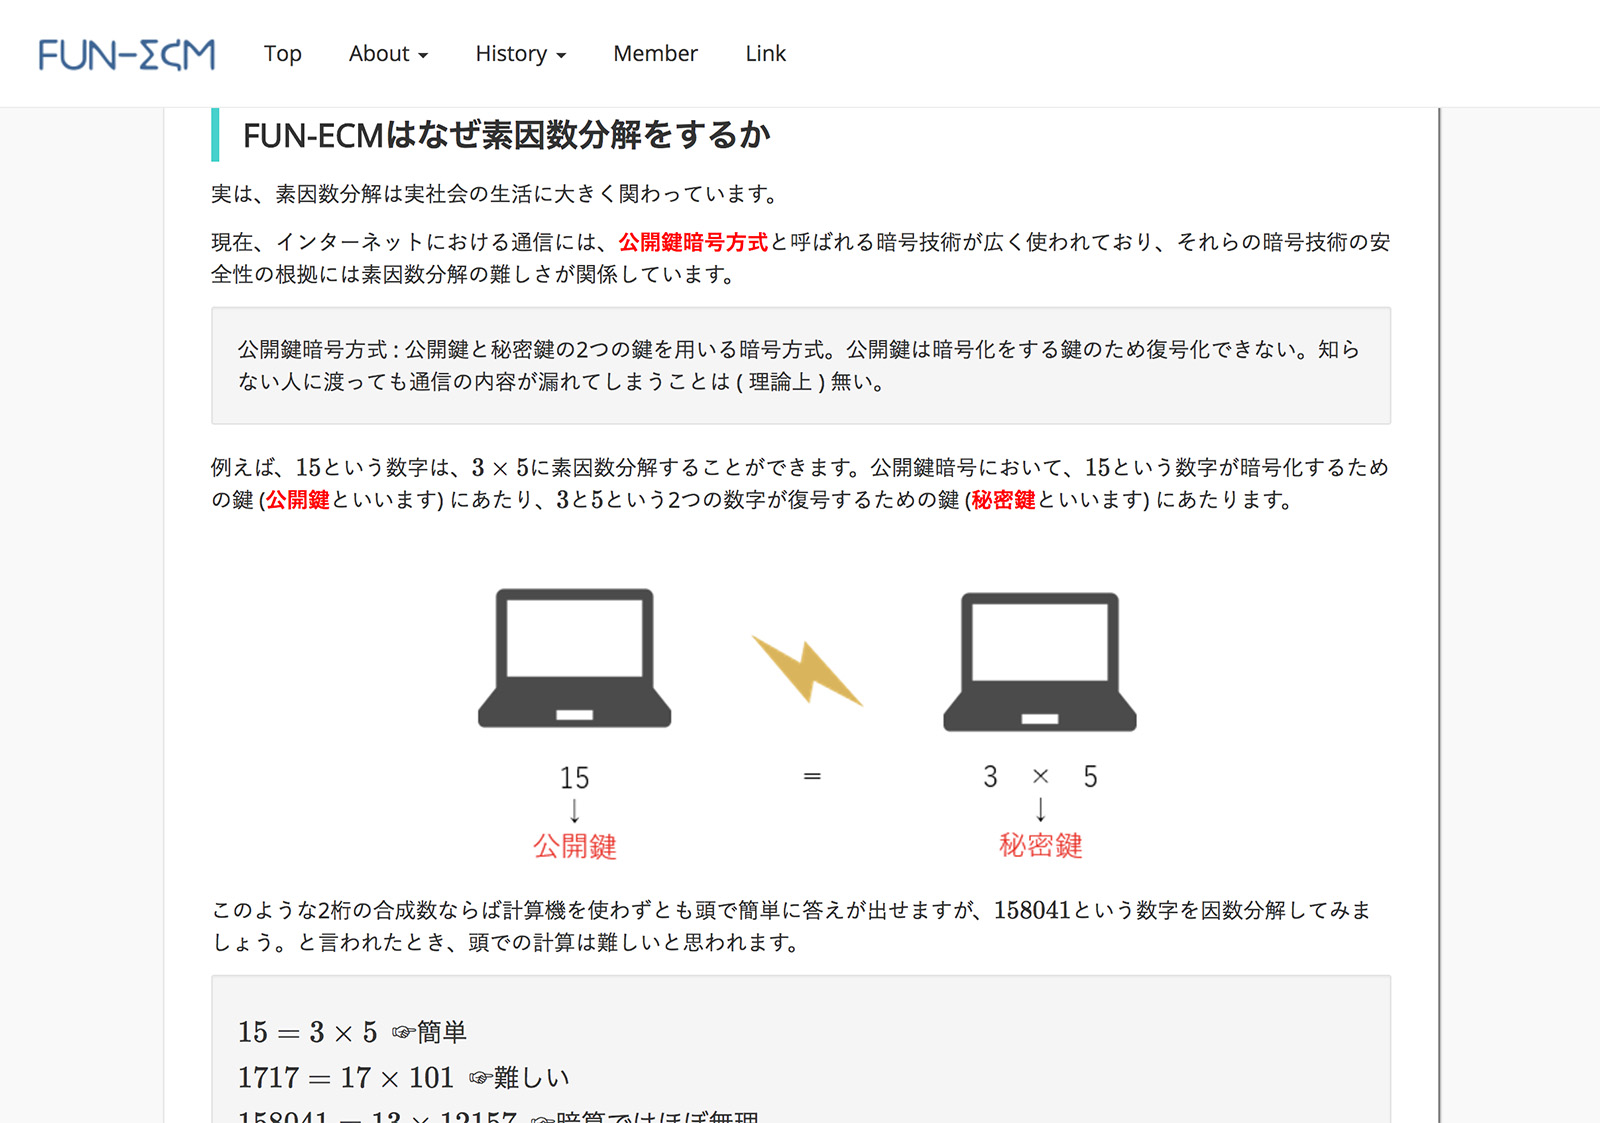 FUN-ΣCM
Top
About
History
Member
Link
FUN-ECMはなぜ素因数分解をするか
実は、素因数分解は実社会の生活に大きく関わっています。
現在、インターネットにおける通信には、公開鍵暗号方式と呼ばれる暗号技術が広く使われており、それらの暗号技術の安
全性の根拠には素因数分解の難しさが関係しています。
公開鍵暗号方式 : 公開鍵と秘密鍵の2つの鍵を用いる暗号方式。公開鍵は暗号化をする鍵のため復号化できない。知ら
ない人に渡っても通信の内容が漏れてしまうことは ( 理論上 ) 無い。
例えば、15という数字は、3 × 5に素因数分解することができます。公開鍵暗号において、15という数字が暗号化するため
の鍵 (公開鍵といいます) にあたり、3と5という2つの数字が復号するための鍵 (秘密鍵といいます) にあたります。
15 = 3 × 5
↓ ↓
公開鍵 秘密鍵
このような2桁の合成数ならば計算機を使わずとも頭で簡単に答えが出せますが、158041という数字を因数分解してみま
しょう。と言われたとき、頭での計算は難しいと思われます。
15 = 3 × 5 ☞簡単
1717 = 17 × 101 ☞難しい
158041 = 13 × 12157 ☞暗算ではほぼ無理